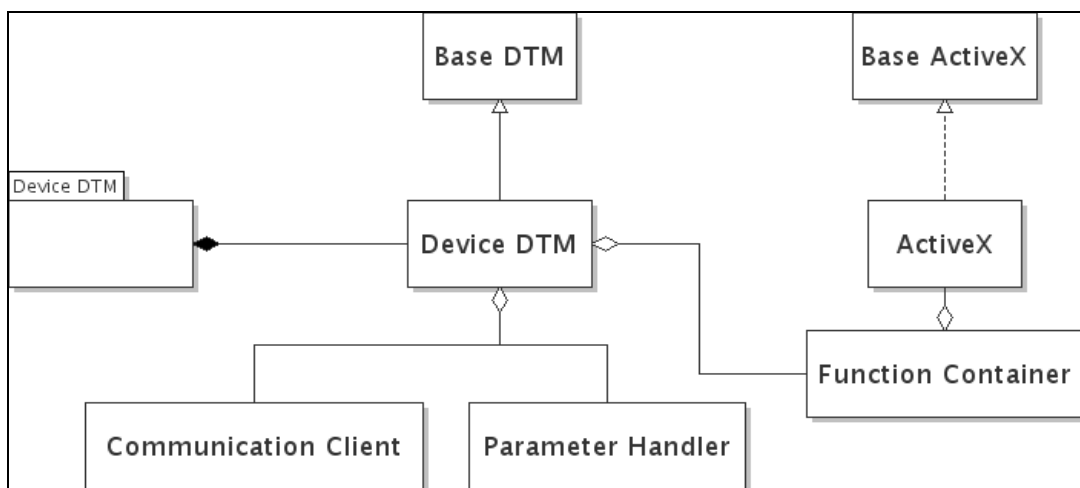 Base DTM
Base ActiveX
Device DTM
Device DTM
ActiveX
Function Container
Communication Client
Parameter Handler